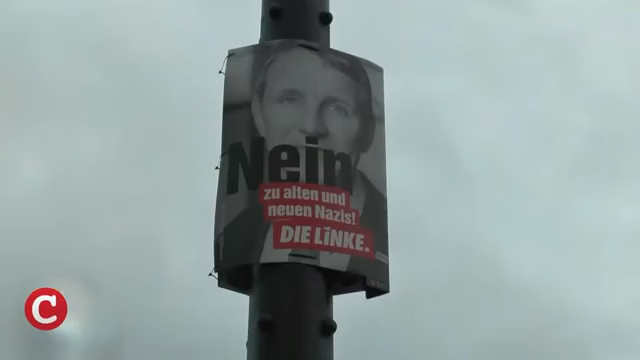 Nein
zu alten und
neuen Nazis!
DIE LINKE.
C